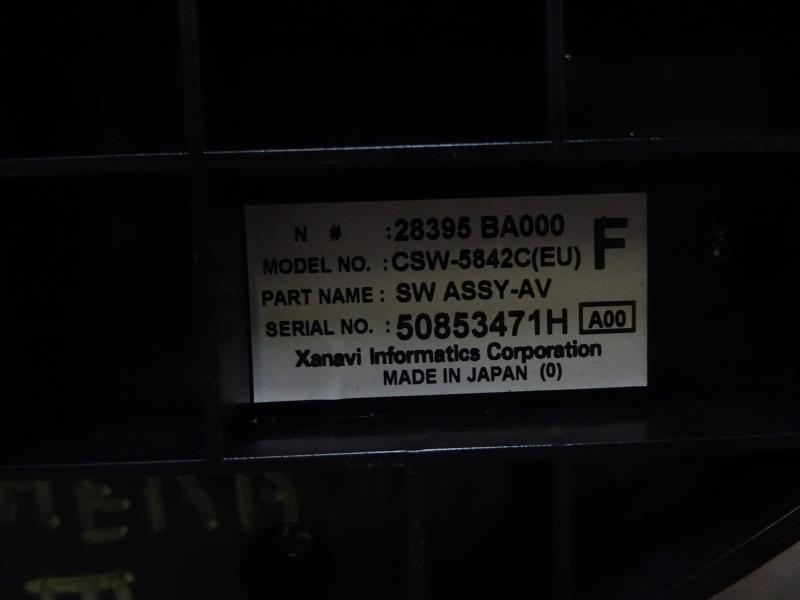 N # : 28395 BA000 F
MODEL NO. : CSW-5842C(EU)
PART NAME : SW ASSY-AV
SERIAL NO. : 50853471H A00
Xanavi Informatics Corporation
MADE IN JAPAN (0)